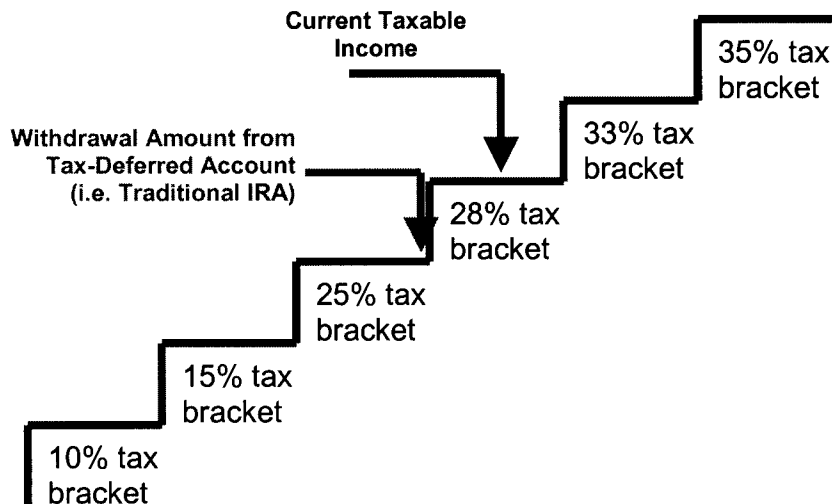 Current Taxable
Income
35% tax
bracket
33% tax
bracket
Withdrawal Amount from
Tax-Deferred Account
(i.e. Traditional IRA)
28% tax
bracket
25% tax
bracket
15% tax
bracket
10% tax
bracket